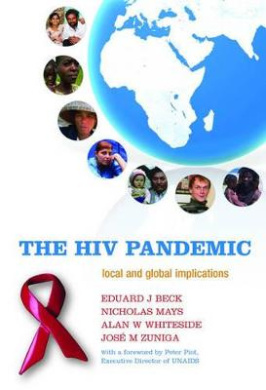 THE HIV PANDEMIC
local and global implications
EDUARD J BECK
NICHOLAS MAYS
ALAN W WHITESIDE
JOSÉ M ZUNIGA
with a foreword by Peter Piot,
Executive Director of UNAIDS